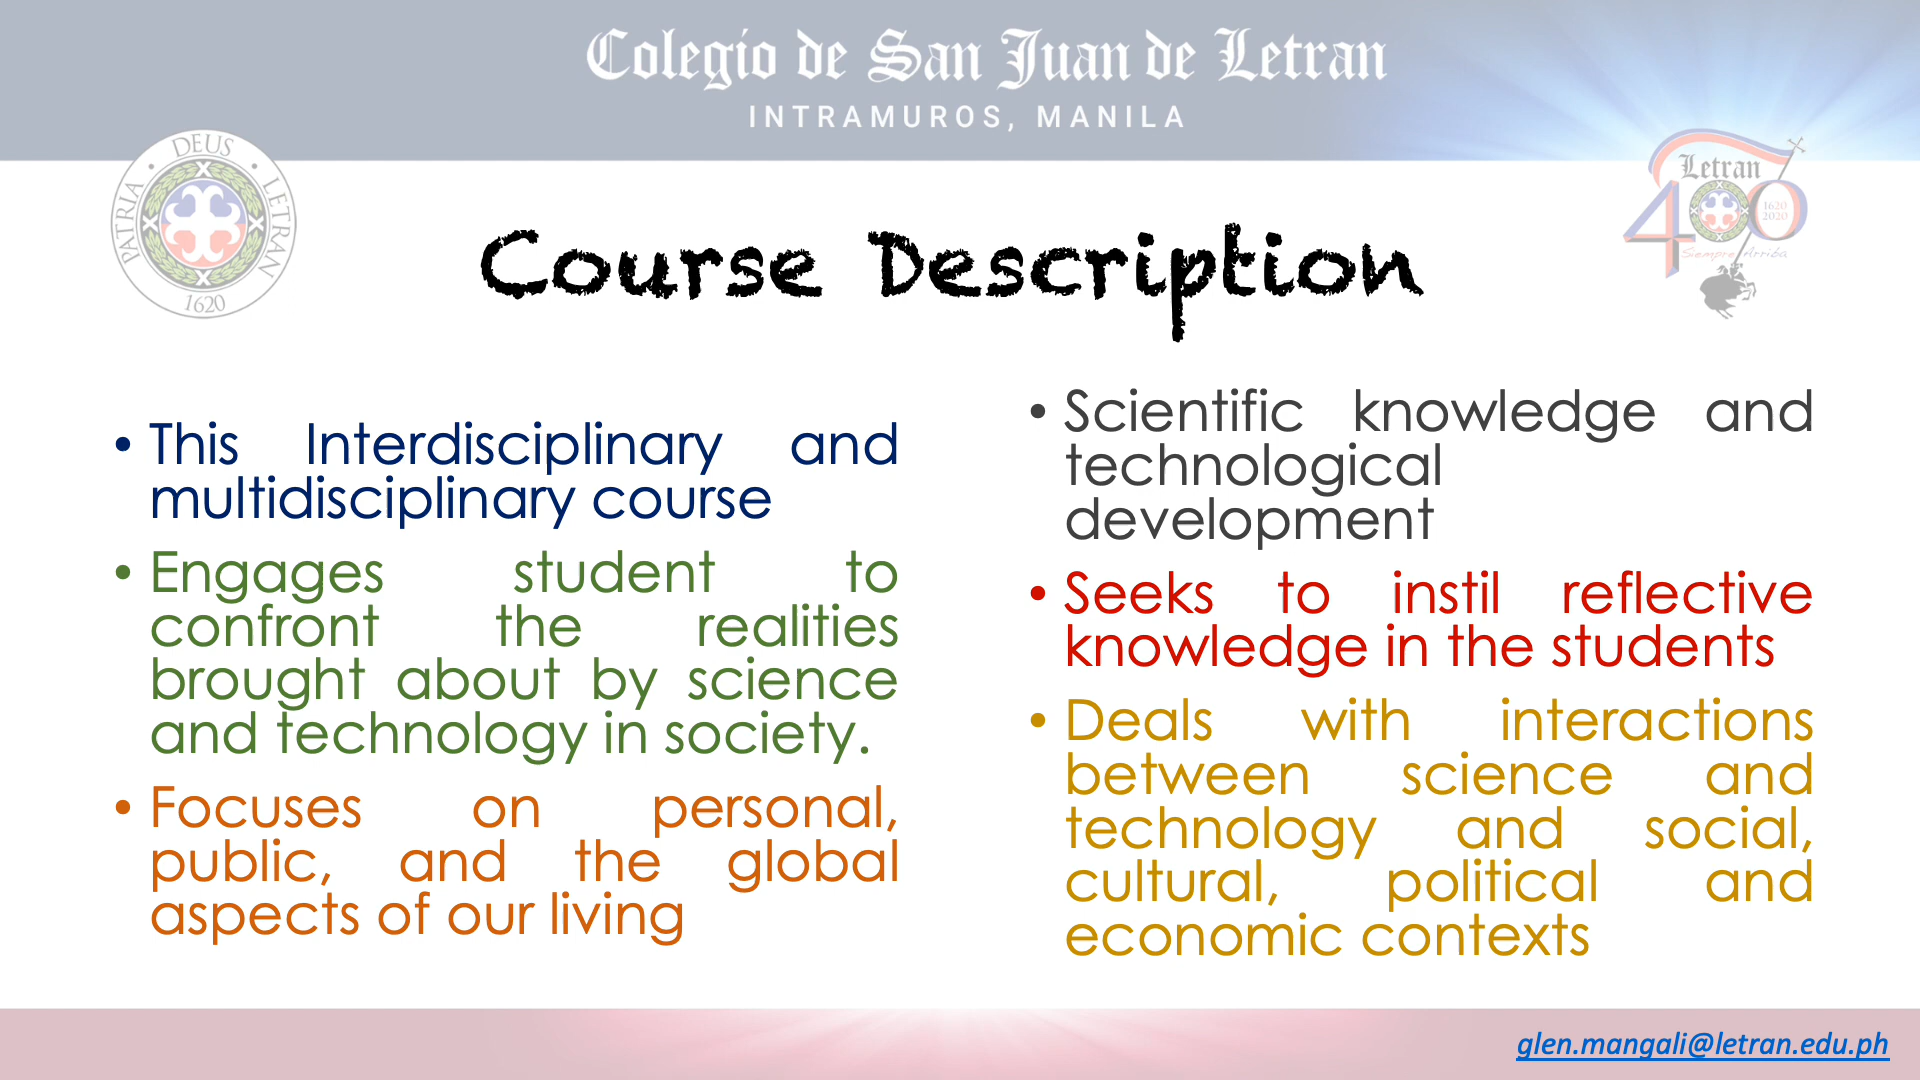 Colegio de San Juan de Letran
INTRAMUROS, MANILA
DEUS
PATRIA
LETRAN
1620
Letran
400
1620
2020
Siempre Arriba
Course Description
• This Interdisciplinary and
multidisciplinary course
• Engages student to
confront the realities
brought about by science
and technology in society.
• Focuses on personal,
public, and the global
aspects of our living
• Scientific knowledge and
technological
development
• Seeks to instil reflective
knowledge in the students
• Deals with interactions
between science and
technology and social,
cultural, political and
economic contexts
glen.mangali@letran.edu.ph